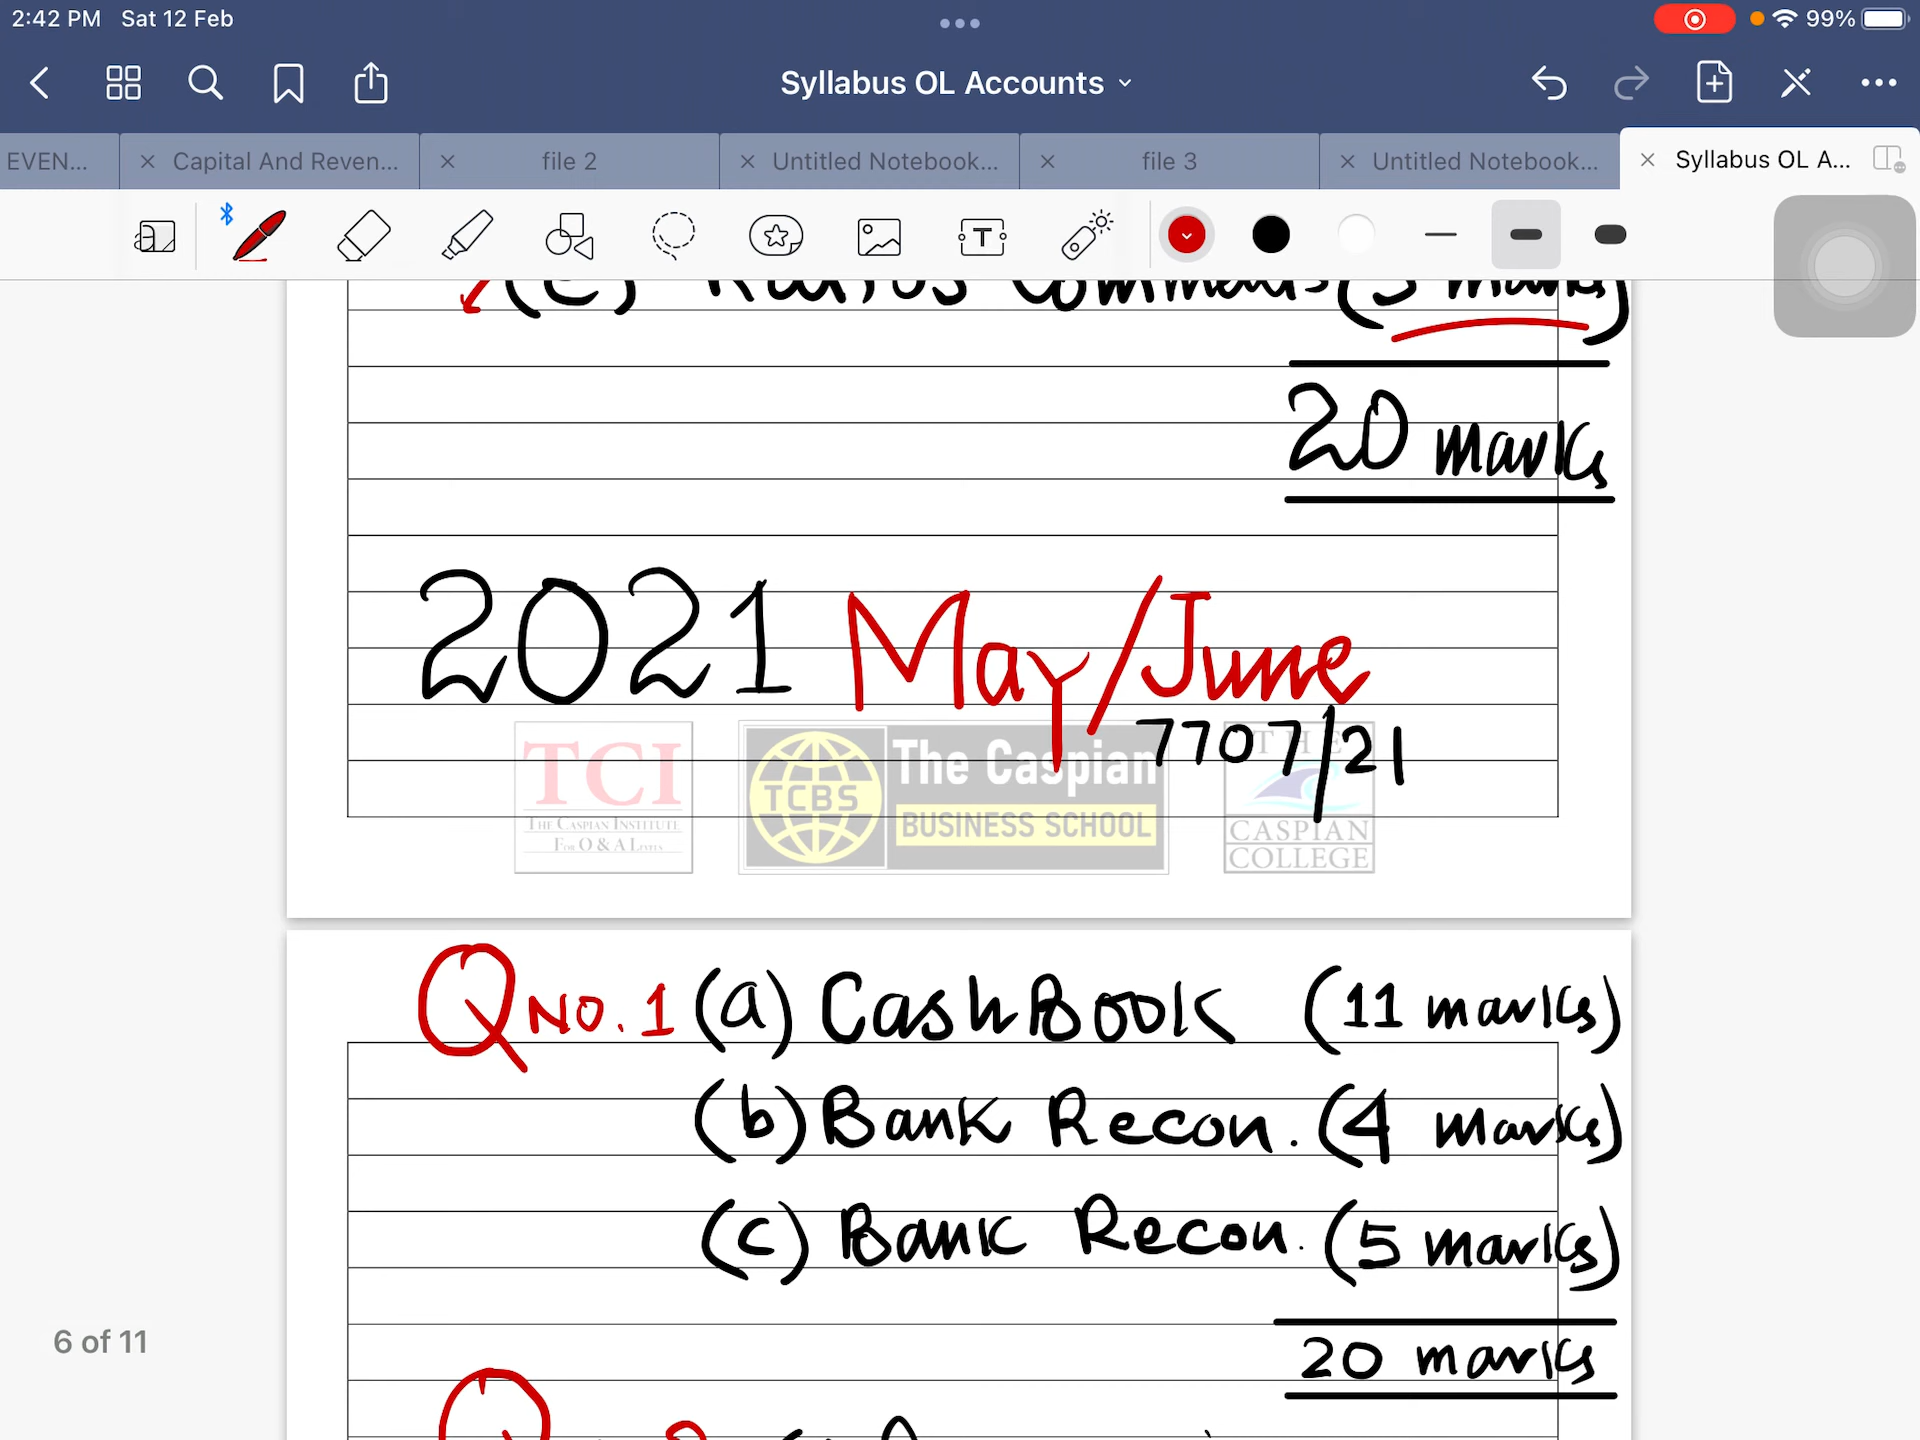 2:42 PM Sat 12 Feb
99%
Syllabus OL Accounts
EVEN...
Capital And Reven...
file 2
Untitled Notebook...
file 3
Untitled Notebook...
Syllabus OL A...
20 marks
2021 May/June
7707/21
TCI
THE CASPIAN INSTITUTE
FOR O & A LEVELS
TCBS
The Caspian
BUSINESS SCHOOL
THE
CASPIAN
COLLEGE
Q NO. 1 (a) Cash Book (11 marks)
(b) Bank Recon. (4 marks)
(c) Bank Recon. (5 marks)
20 marks
6 of 11